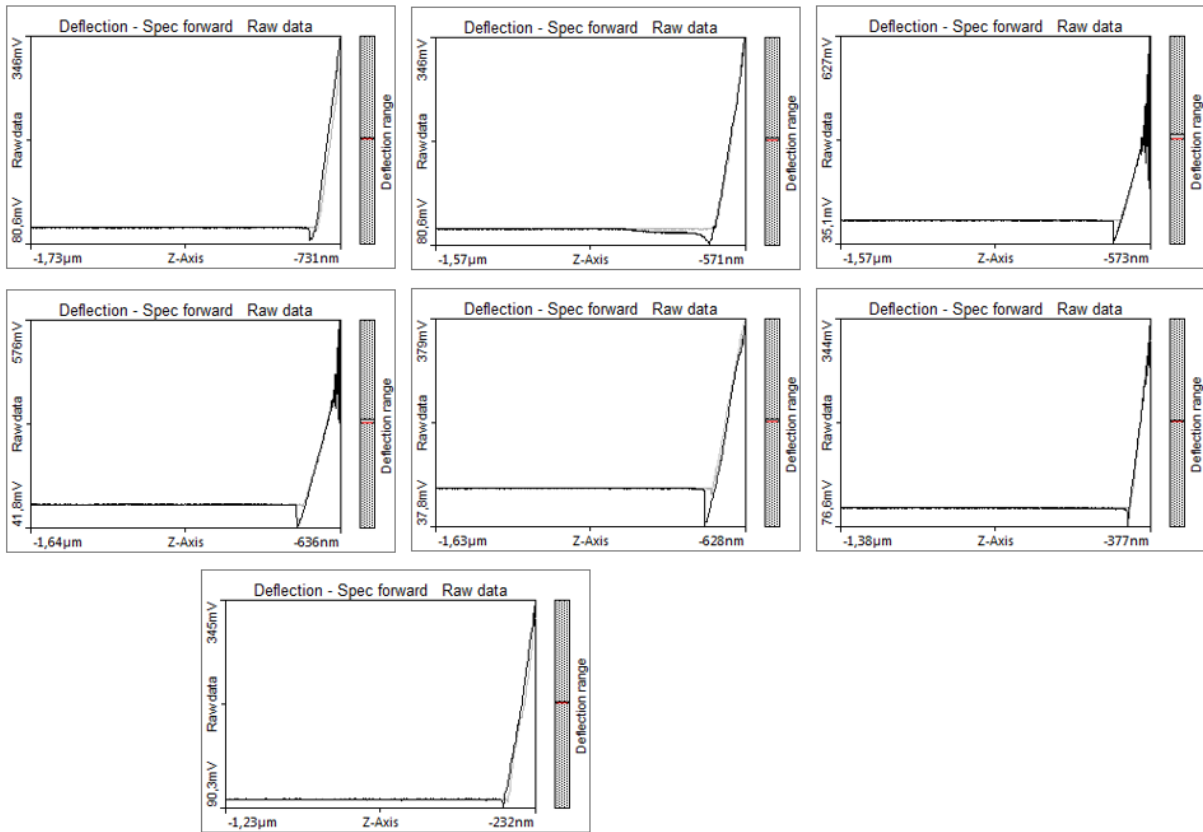 Deflection - Spec forward Raw data
346mV
Raw data
80,6mV
-1,73µm Z-Axis -731nm
Deflection range
Deflection - Spec forward Raw data
346mV
Raw data
80,6mV
-1,57µm Z-Axis -571nm
Deflection range
Deflection - Spec forward Raw data
627mV
Raw data
35,1mV
-1,57µm Z-Axis -573nm
Deflection range
Deflection - Spec forward Raw data
576mV
Raw data
41,8mV
-1,64µm Z-Axis -636nm
Deflection range
Deflection - Spec forward Raw data
379mV
Raw data
37,8mV
-1,63µm Z-Axis -628nm
Deflection range
Deflection - Spec forward Raw data
344mV
Raw data
76,6mV
-1,38µm Z-Axis -377nm
Deflection range
Deflection - Spec forward Raw data
345mV
Raw data
90,3mV
-1,23µm Z-Axis -232nm
Deflection range